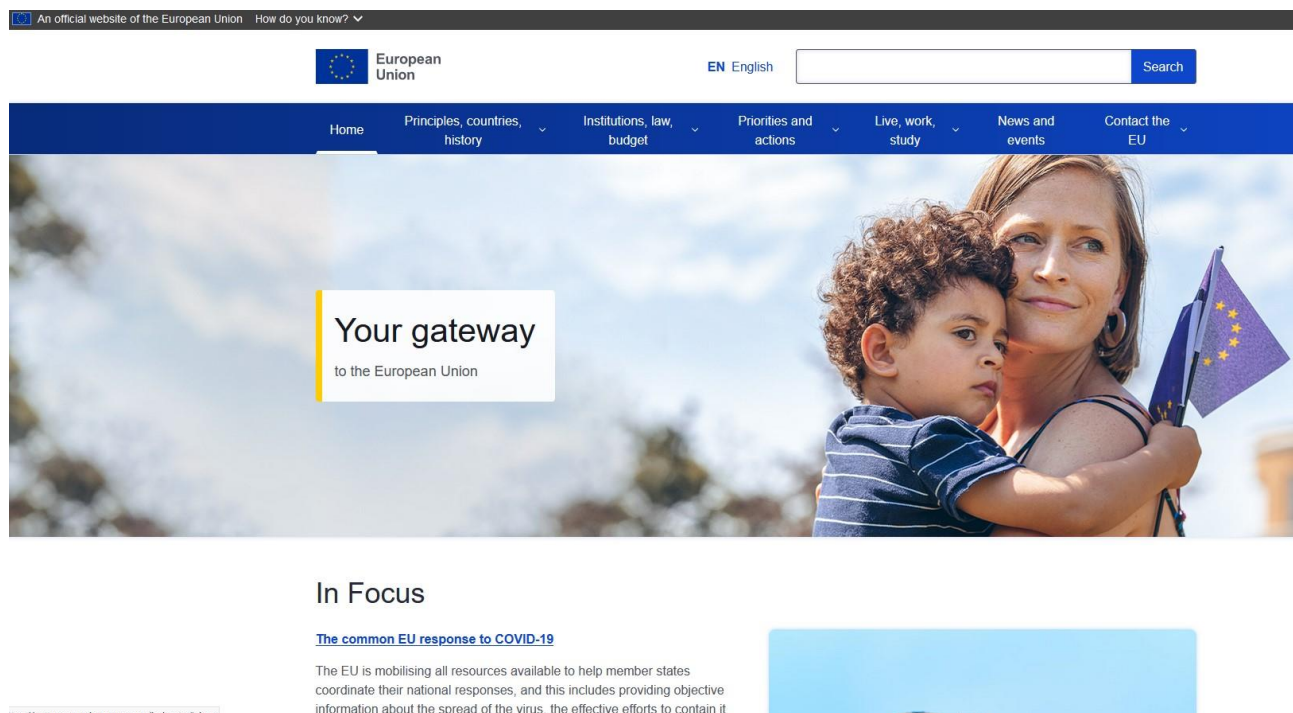 An official website of the European Union How do you know?
European
Union
EN English
Search
Home
Principles, countries,
history
Institutions, law,
budget
Priorities and
actions
Live, work,
study
News and
events
Contact the
EU
Your gateway
to the European Union
In Focus
The common EU response to COVID-19
The EU is mobilising all resources available to help member states
coordinate their national responses, and this includes providing objective
information about the spread of the virus, the effective efforts to contain it